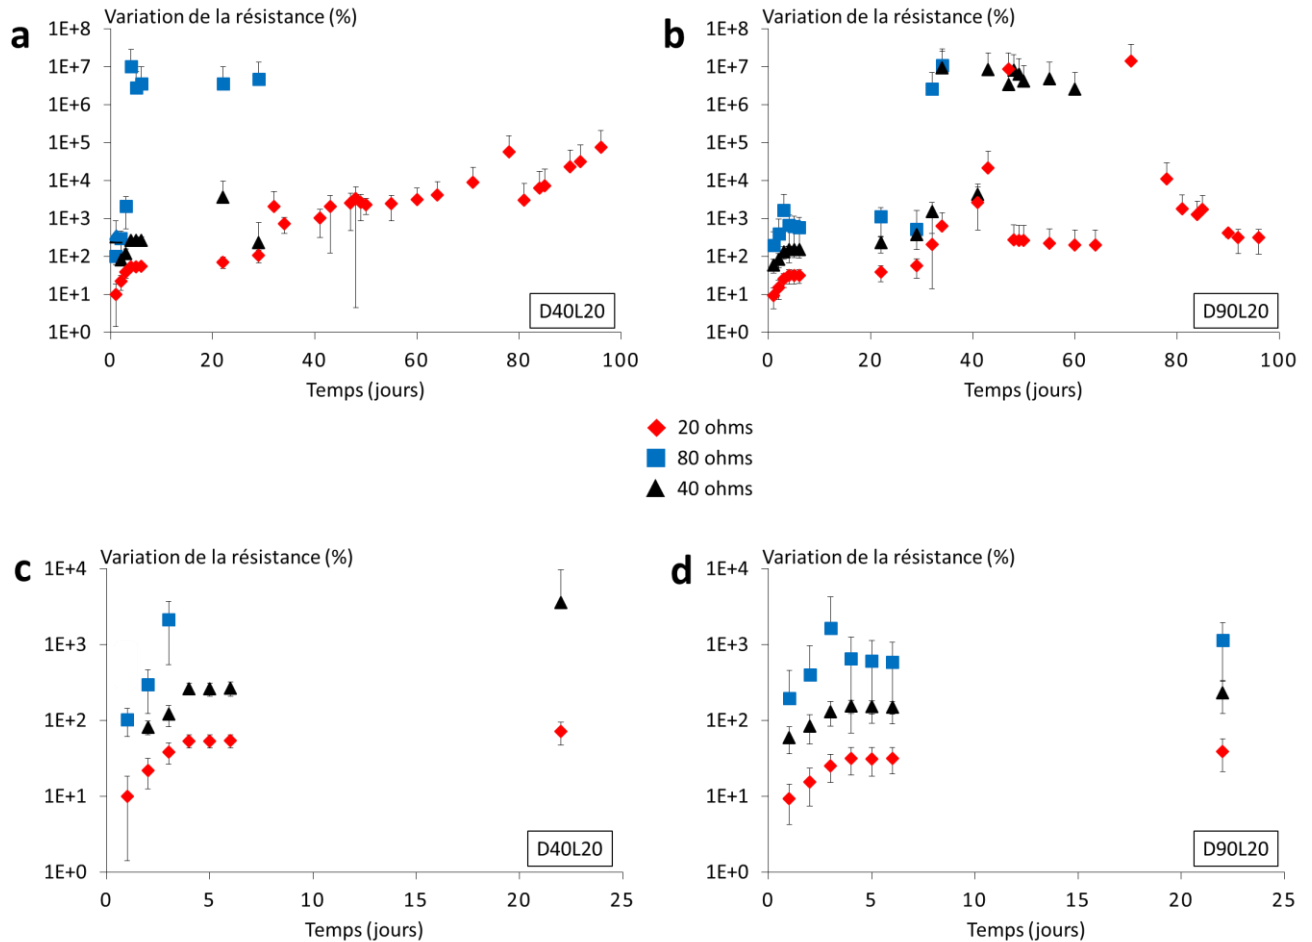 a
Variation de la résistance (%)
1E+8
1E+7
1E+6
1E+5
1E+4
1E+3
1E+2
1E+1
1E+0
0 20 40 60 80 100
Temps (jours)
D40L20
b
Variation de la résistance (%)
1E+8
1E+7
1E+6
1E+5
1E+4
1E+3
1E+2
1E+1
1E+0
0 20 40 60 80 100
Temps (jours)
D90L20
20 ohms
80 ohms
40 ohms
c
Variation de la résistance (%)
1E+4
1E+3
1E+2
1E+1
1E+0
0 5 10 15 20 25
Temps (jours)
D40L20
d
Variation de la résistance (%)
1E+4
1E+3
1E+2
1E+1
1E+0
0 5 10 15 20 25
Temps (jours)
D90L20